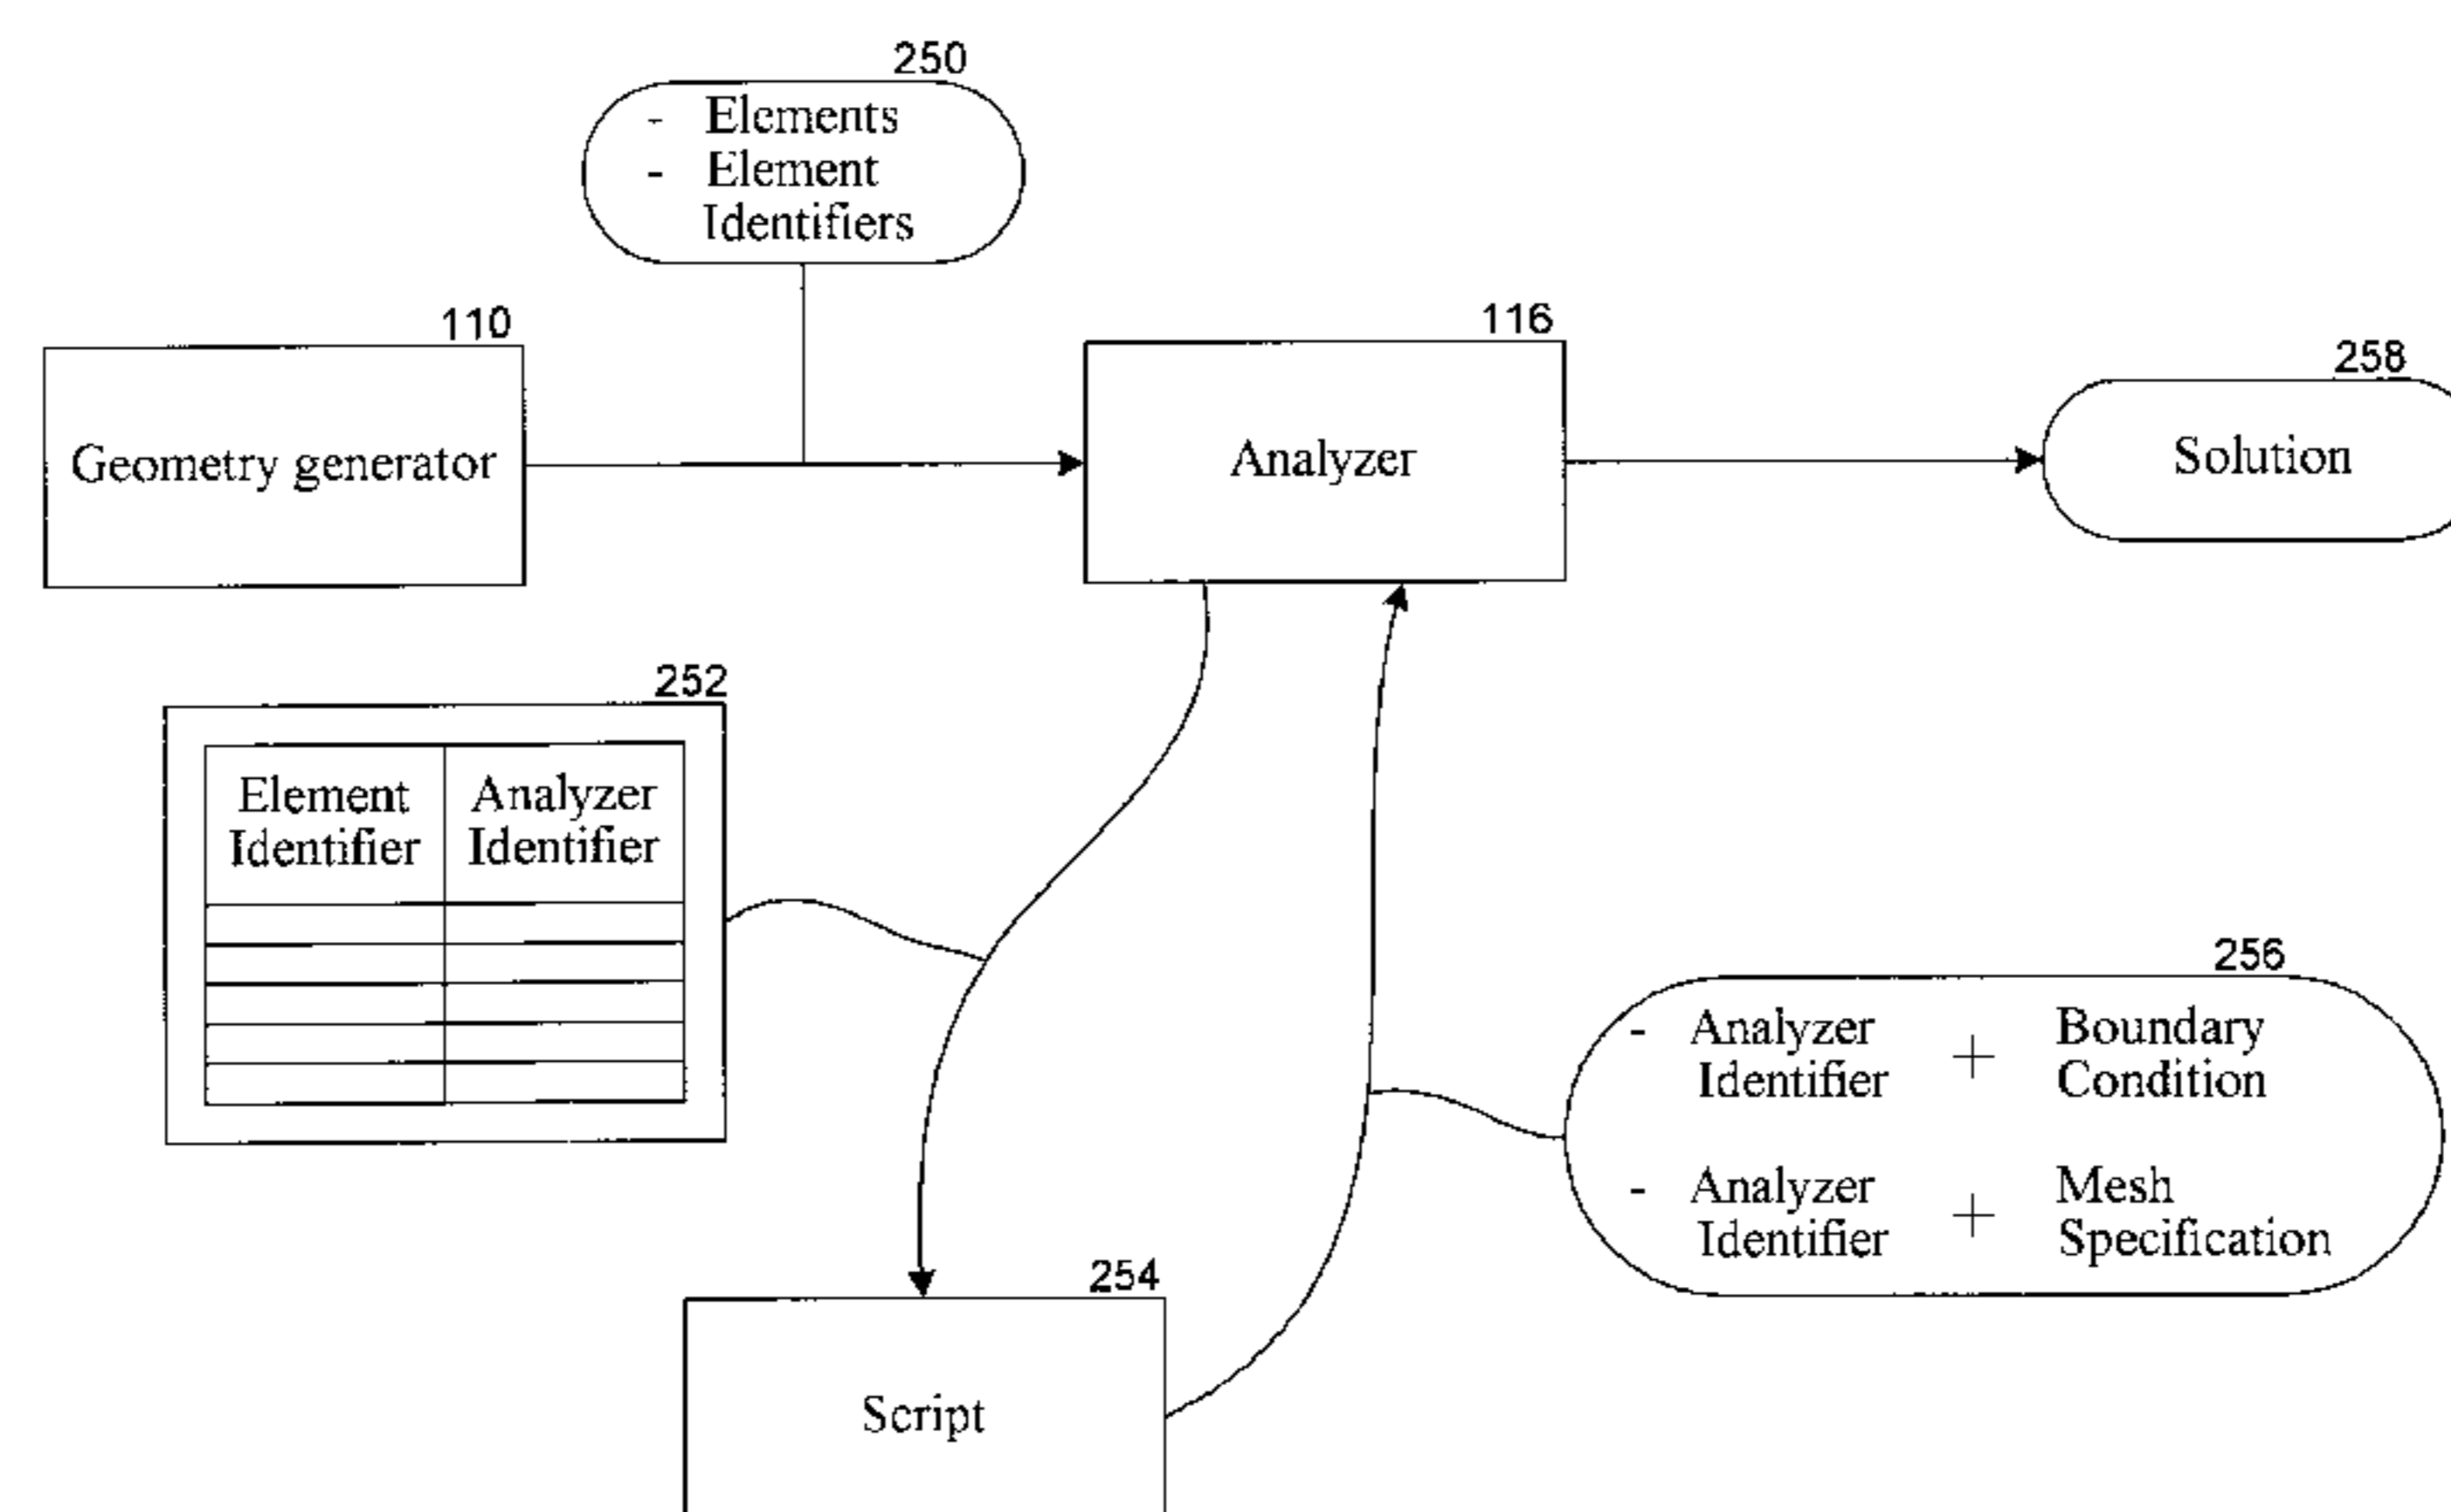 250
- Elements
- Element
Identifiers
110
Geometry generator
116
Analyzer
258
Solution
252
Element
Identifier
Analyzer
Identifier
256
- Analyzer
Identifier
+
Boundary
Condition
- Analyzer
Identifier
+
Mesh
Specification
254
Script